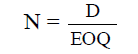 N = D / EOQ